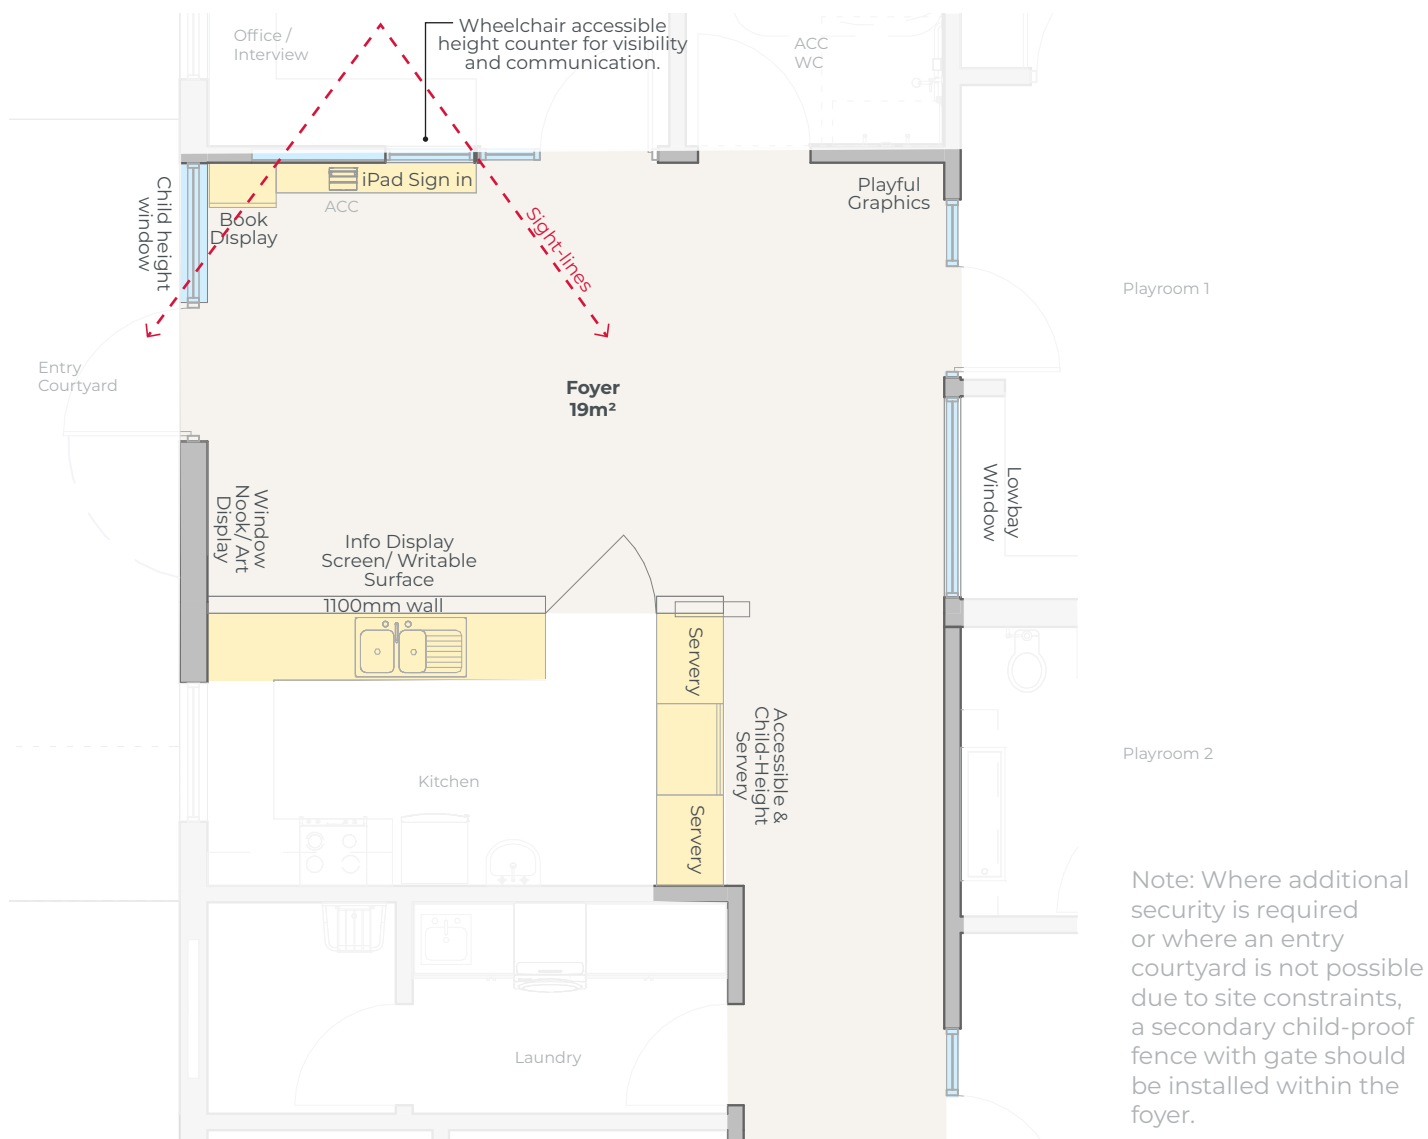 Office /
Interview
Wheelchair accessible
height counter for visibility
and communication.
ACC
WC
Child height
window
iPad Sign in
ACC
Book
Display
Sight-lines
Playful
Graphics
Playroom 1
Entry
Courtyard
Foyer
19m²
Window
Nook/ Art
Display
Info Display
Screen/ Writable
Surface
1100mm wall
Lowbay
Window
Servery
Accessible &
Child-Height
Servery
Servery
Kitchen
Playroom 2
Laundry
Note: Where additional
security is required
or where an entry
courtyard is not possible
due to site constraints,
a secondary child-proof
fence with gate should
be installed within the
foyer.